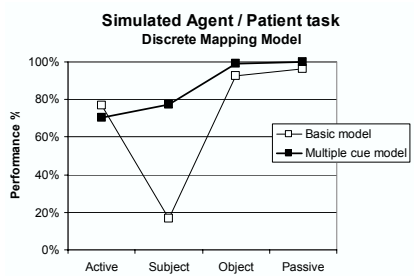 Simulated Agent / Patient task
Discrete Mapping Model
Performance %
100%
80%
60%
40%
20%
0%
Basic model
Multiple cue model
Active Subject Object Passive